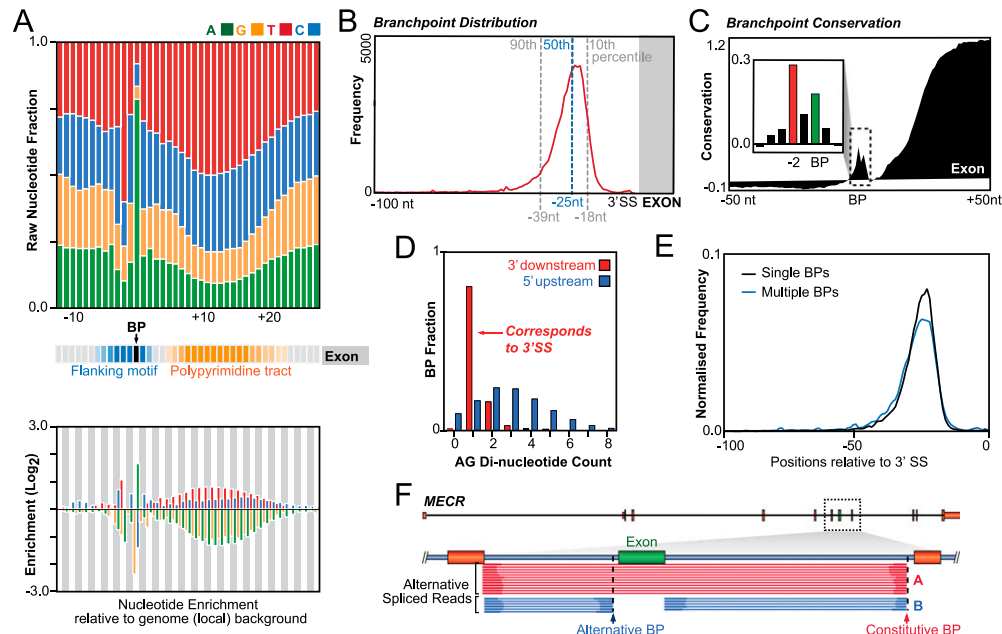 A
A G T C
1.0
Raw Nucleotide Fraction
0.0
-10 +10 +20
BP
Exon
Flanking motif Polypyrimidine tract
3.0
Enrichment (Log2)
-3.0
Nucleotide Enrichment
relative to genome (local) background
B Branchpoint Distribution
5000
Frequency
0
90th 50th 10th
percentile
-100 nt -25nt 3'SS EXON
-39nt -18nt
C Branchpoint Conservation
1.2
Conservation
-0.1
0.3
0.0
-2 BP
Exon
-50 nt BP +50nt
D
1
BP Fraction
0
3' downstream
5' upstream
Corresponds
to 3'SS
0 2 4 6 8
AG Di-nucleotide Count
E
0.1
Normalised Frequency
0.0
Single BPs
Multiple BPs
-100 -50 0
Positions relative to 3' SS
F MECR
Exon
Alternative
Spliced Reads
A
B
Alternative BP Constitutive BP